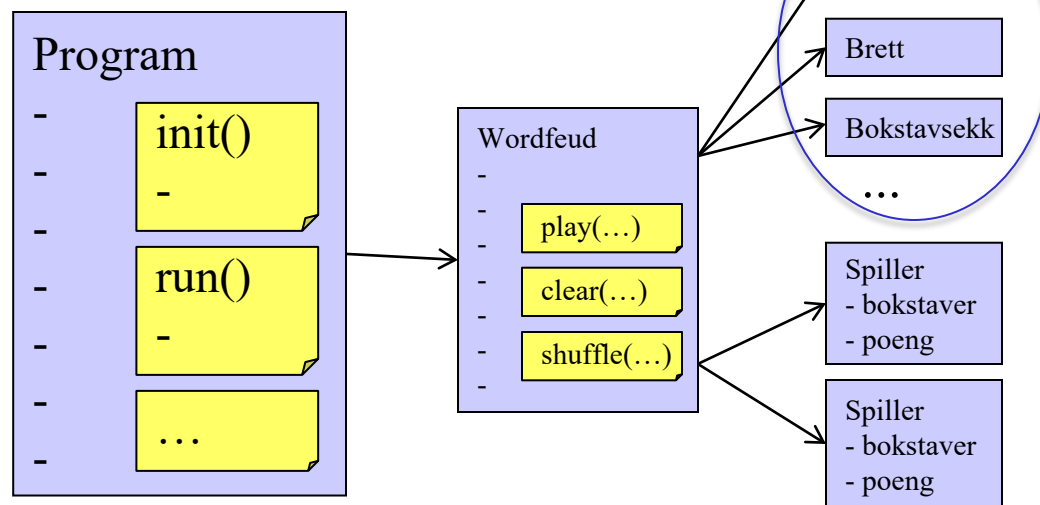 Program
-
-
-
-
-
-
-
init()
-
run()
-
…
Wordfeud
-
-
-
-
-
-
-
play(…)
clear(…)
shuffle(…)
Brett
Bokstavsekk
…
Spiller
- bokstaver
- poeng
Spiller
- bokstaver
- poeng